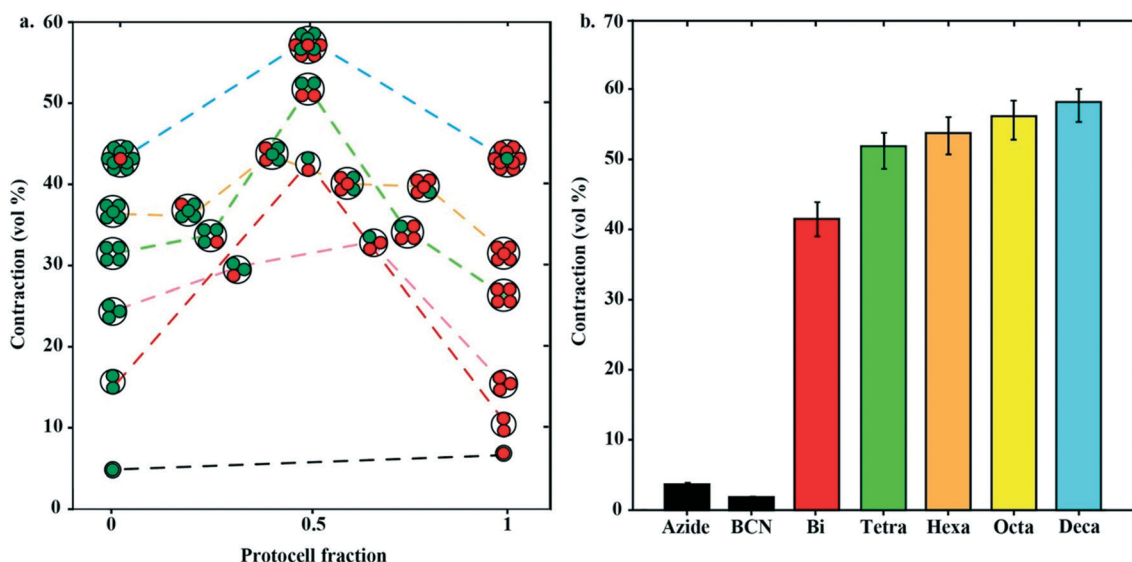 a.
60
50
40
30
20
10
0
Contraction (vol %)
0 0.5 1
Protocell fraction
b.
70
60
50
40
30
20
10
0
Contraction (vol %)
Azide BCN Bi Tetra Hexa Octa Deca